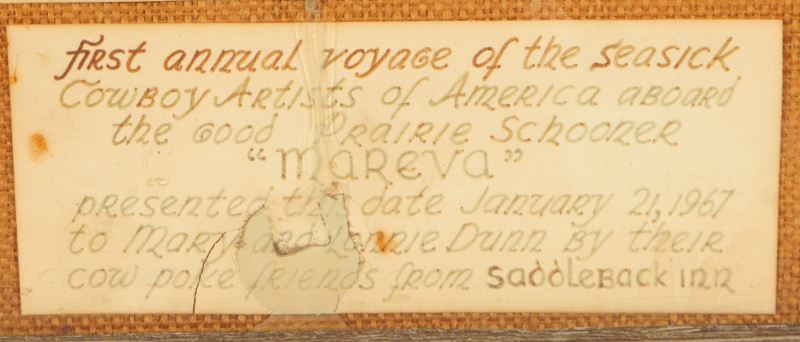 first annual voyage of the seasick
Cowboy Artists of America aboard
the good Prairie Schooner
"Mareva"
presented this date January 21, 1967
to Mary and Lonnie Dunn by their
cow poke friends from Saddleback Inn